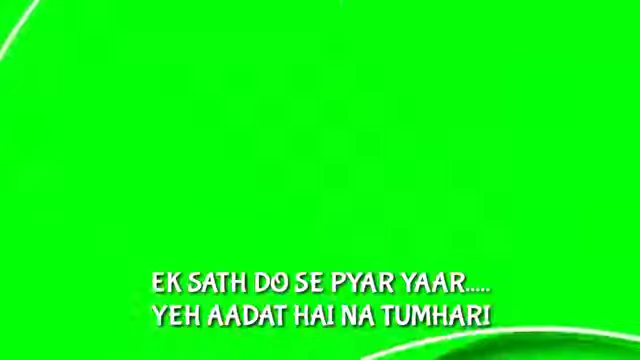 EK SATH DO SE PYAR YAAR.....
YEH AADAT HAI NA TUMHARI